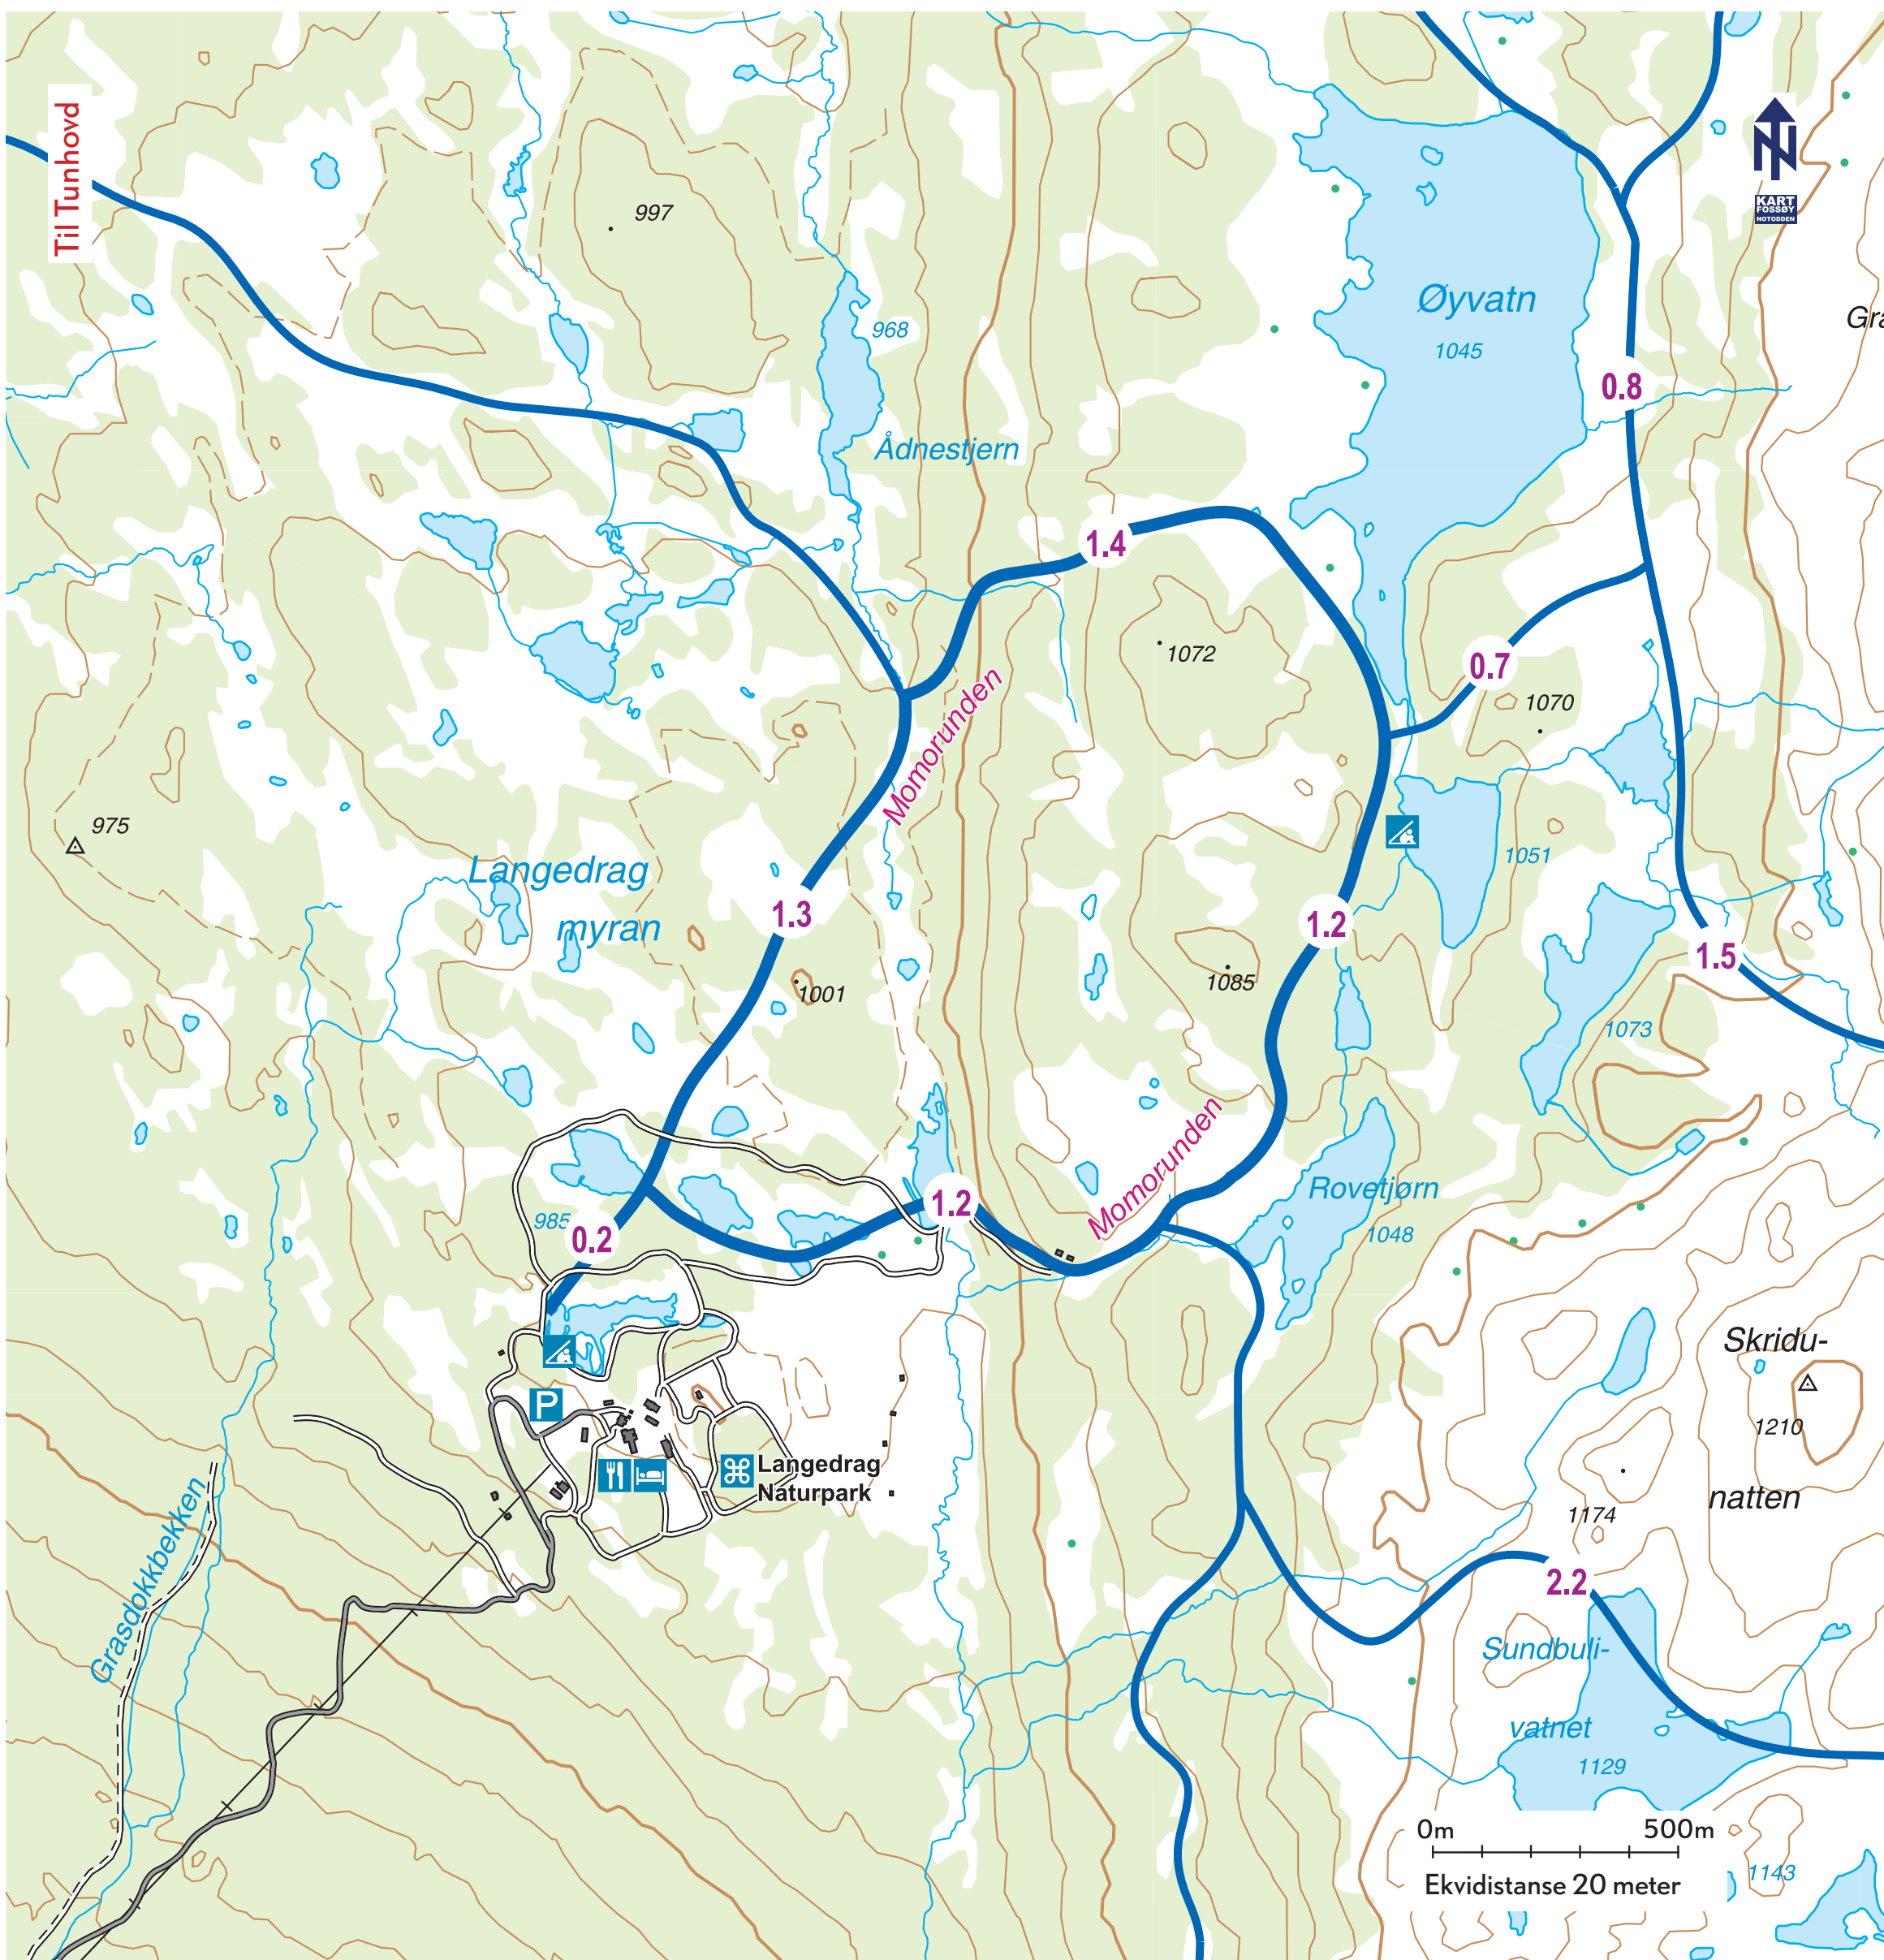 Til Tunhovd
997
N
KART
FOSSØY
NOTODDEN
Øyvatn
1045
968
0.8
Ådnestjern
1.4
1072
0.7
1070
Momorunden
975
Langedrag
myran
1051
1.3
1.2
1.5
1001
1085
1073
Momorunden
Rovetjørn
1048
985
0.2
1.2
Skridu-
1210
natten
P
Langedrag
Naturpark
1174
2.2
Grasdokkbekken
Sundbuli-
vatnet
1129
0m
500m
Ekvidistanse 20 meter
1143